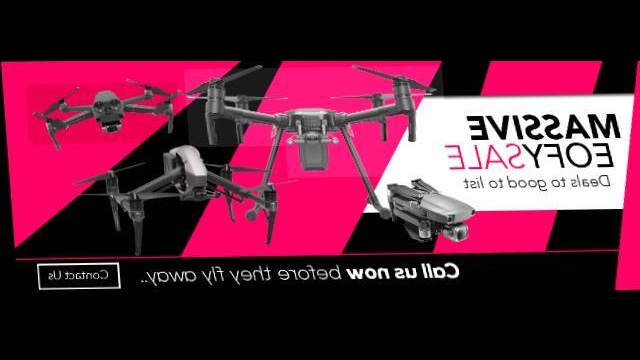 MASSIVE
EOFYSALE
Deals to good to list
Call us now before they fly away..
Contact Us